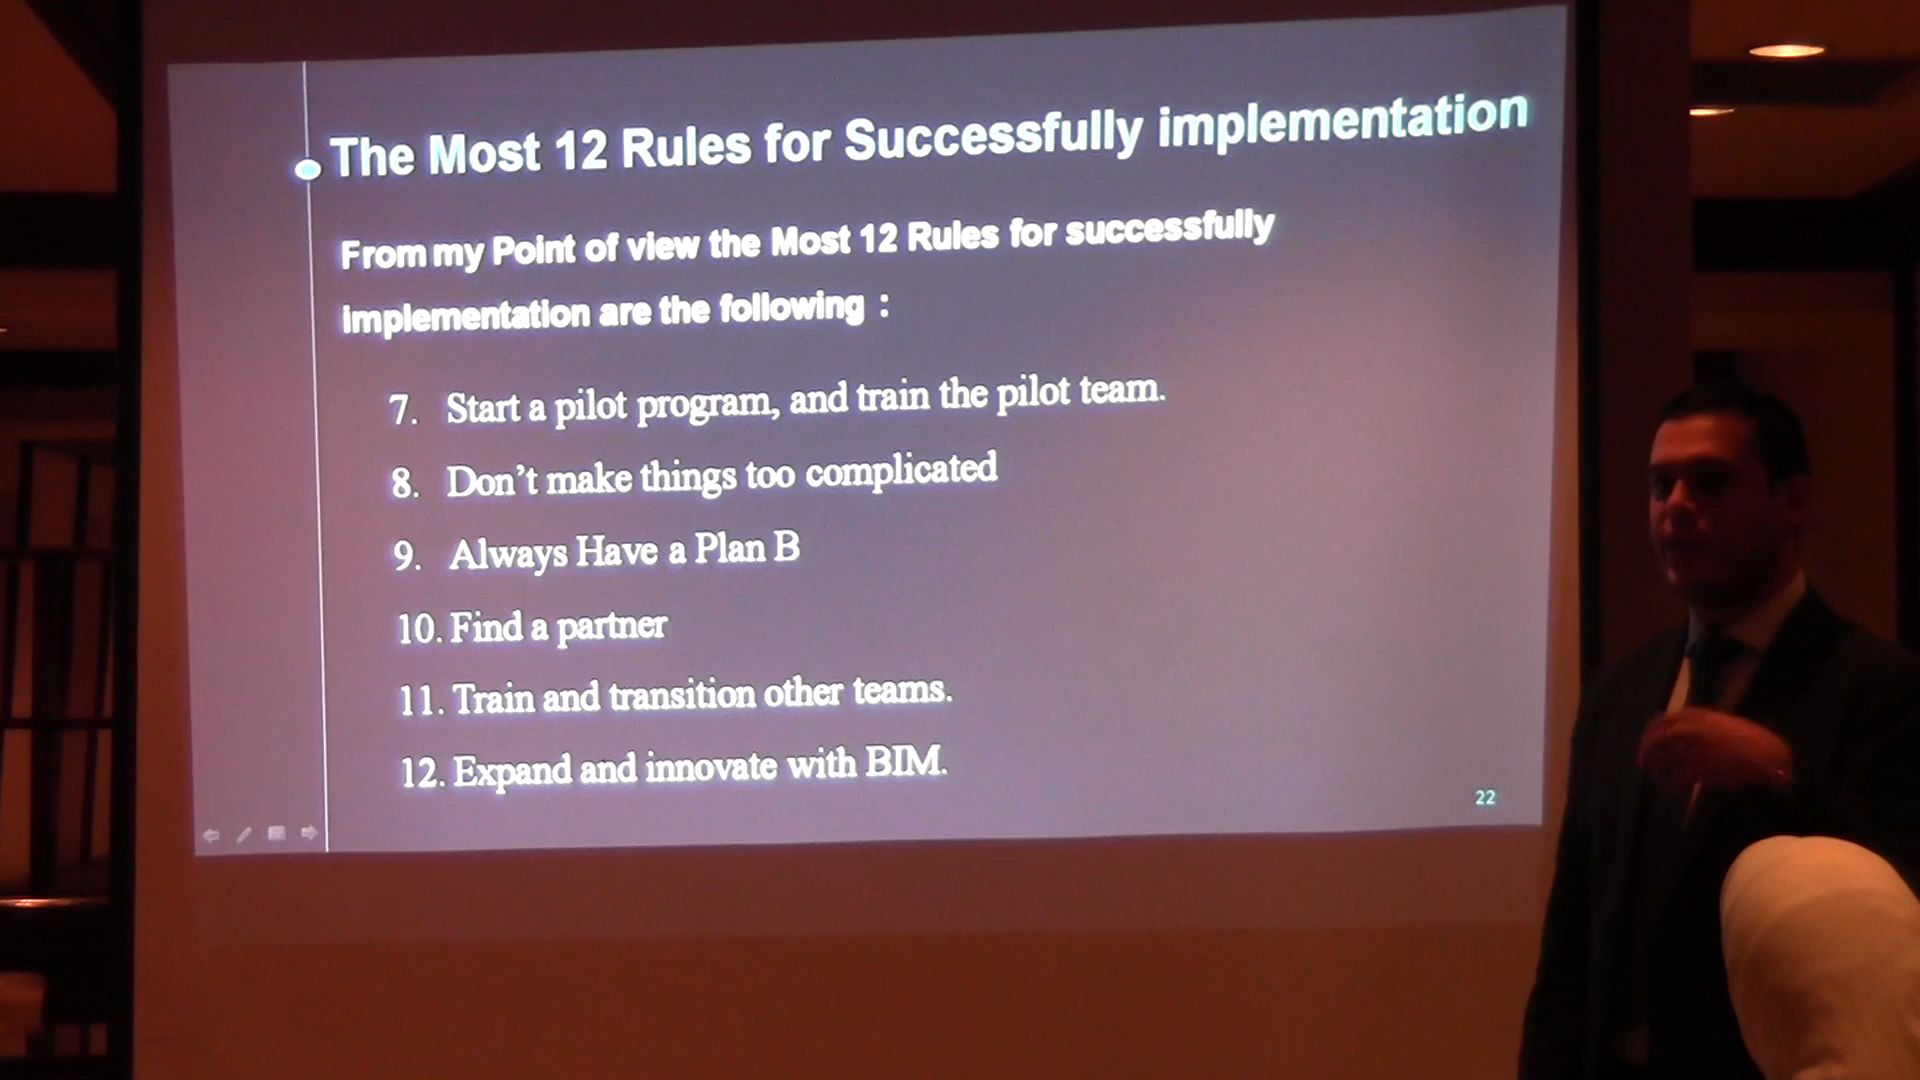 The Most 12 Rules for Successfully implementation
From my Point of view the Most 12 Rules for successfully
implementation are the following :
7. Start a pilot program, and train the pilot team.
8. Don't make things too complicated
9. Always Have a Plan B
10. Find a partner
11. Train and transition other teams.
12. Expand and innovate with BIM.
22